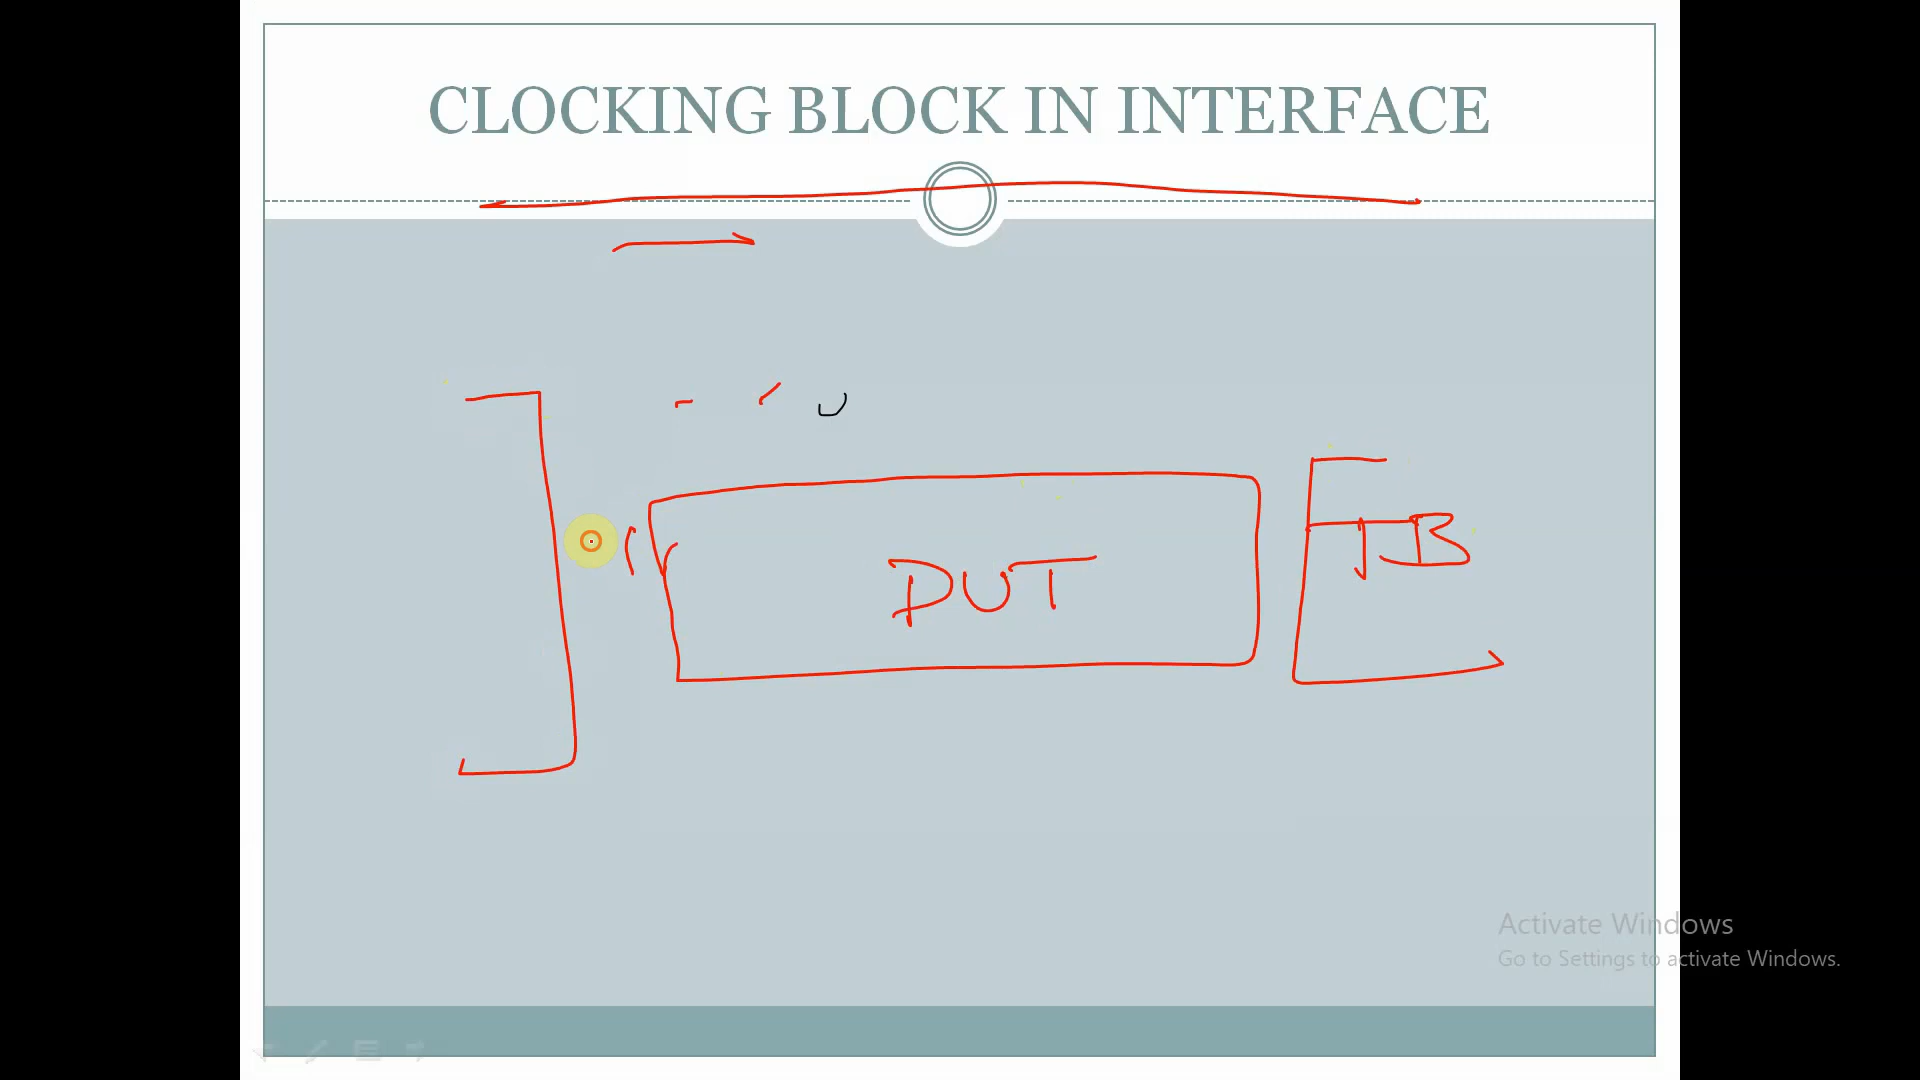 CLOCKING BLOCK IN INTERFACE
DUT
TB
Activate Windows
Go to Settings to activate Windows.